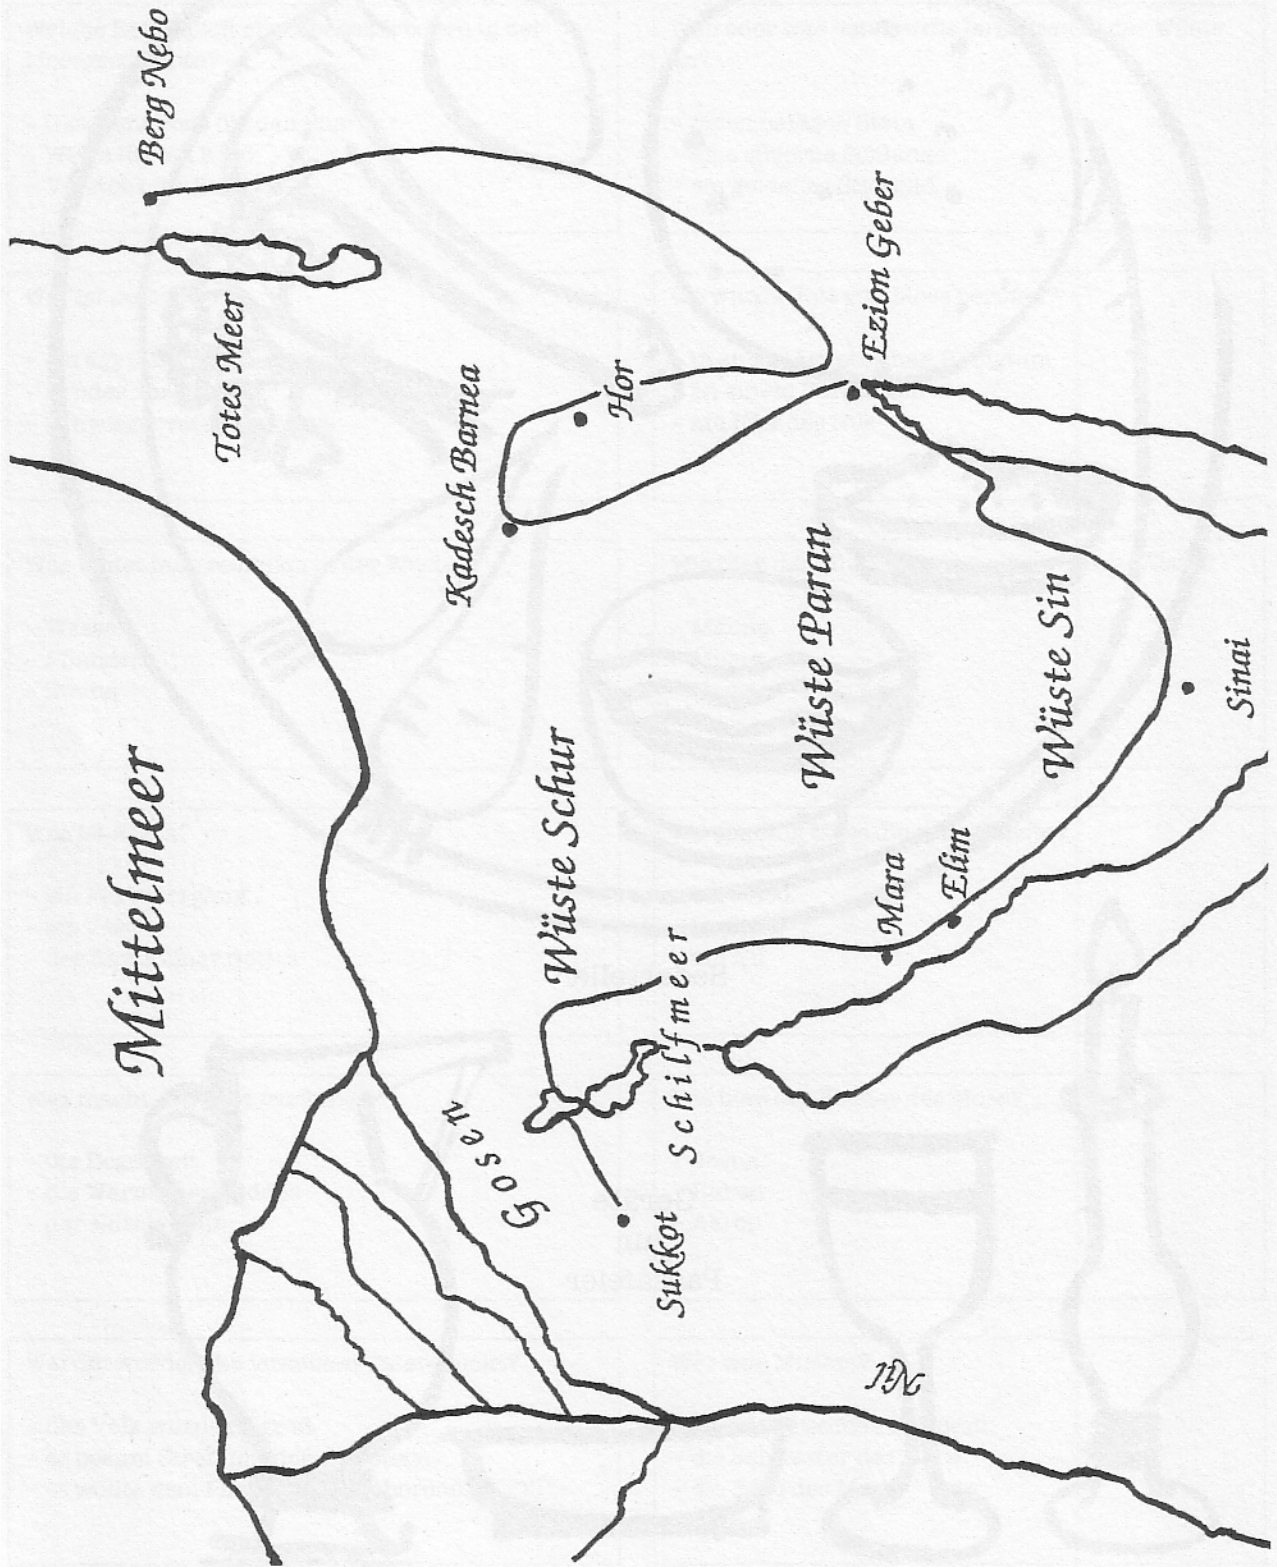 Mittelmeer
Berg Nebo
Totes Meer
Kadesch Barnea
Hor
Ezion Geber
Wüste Schur
Wüste Paran
Wüste Sin
Gosen
Sukkot
Schilfmeer
Mara
Elim
Sinai
Nil